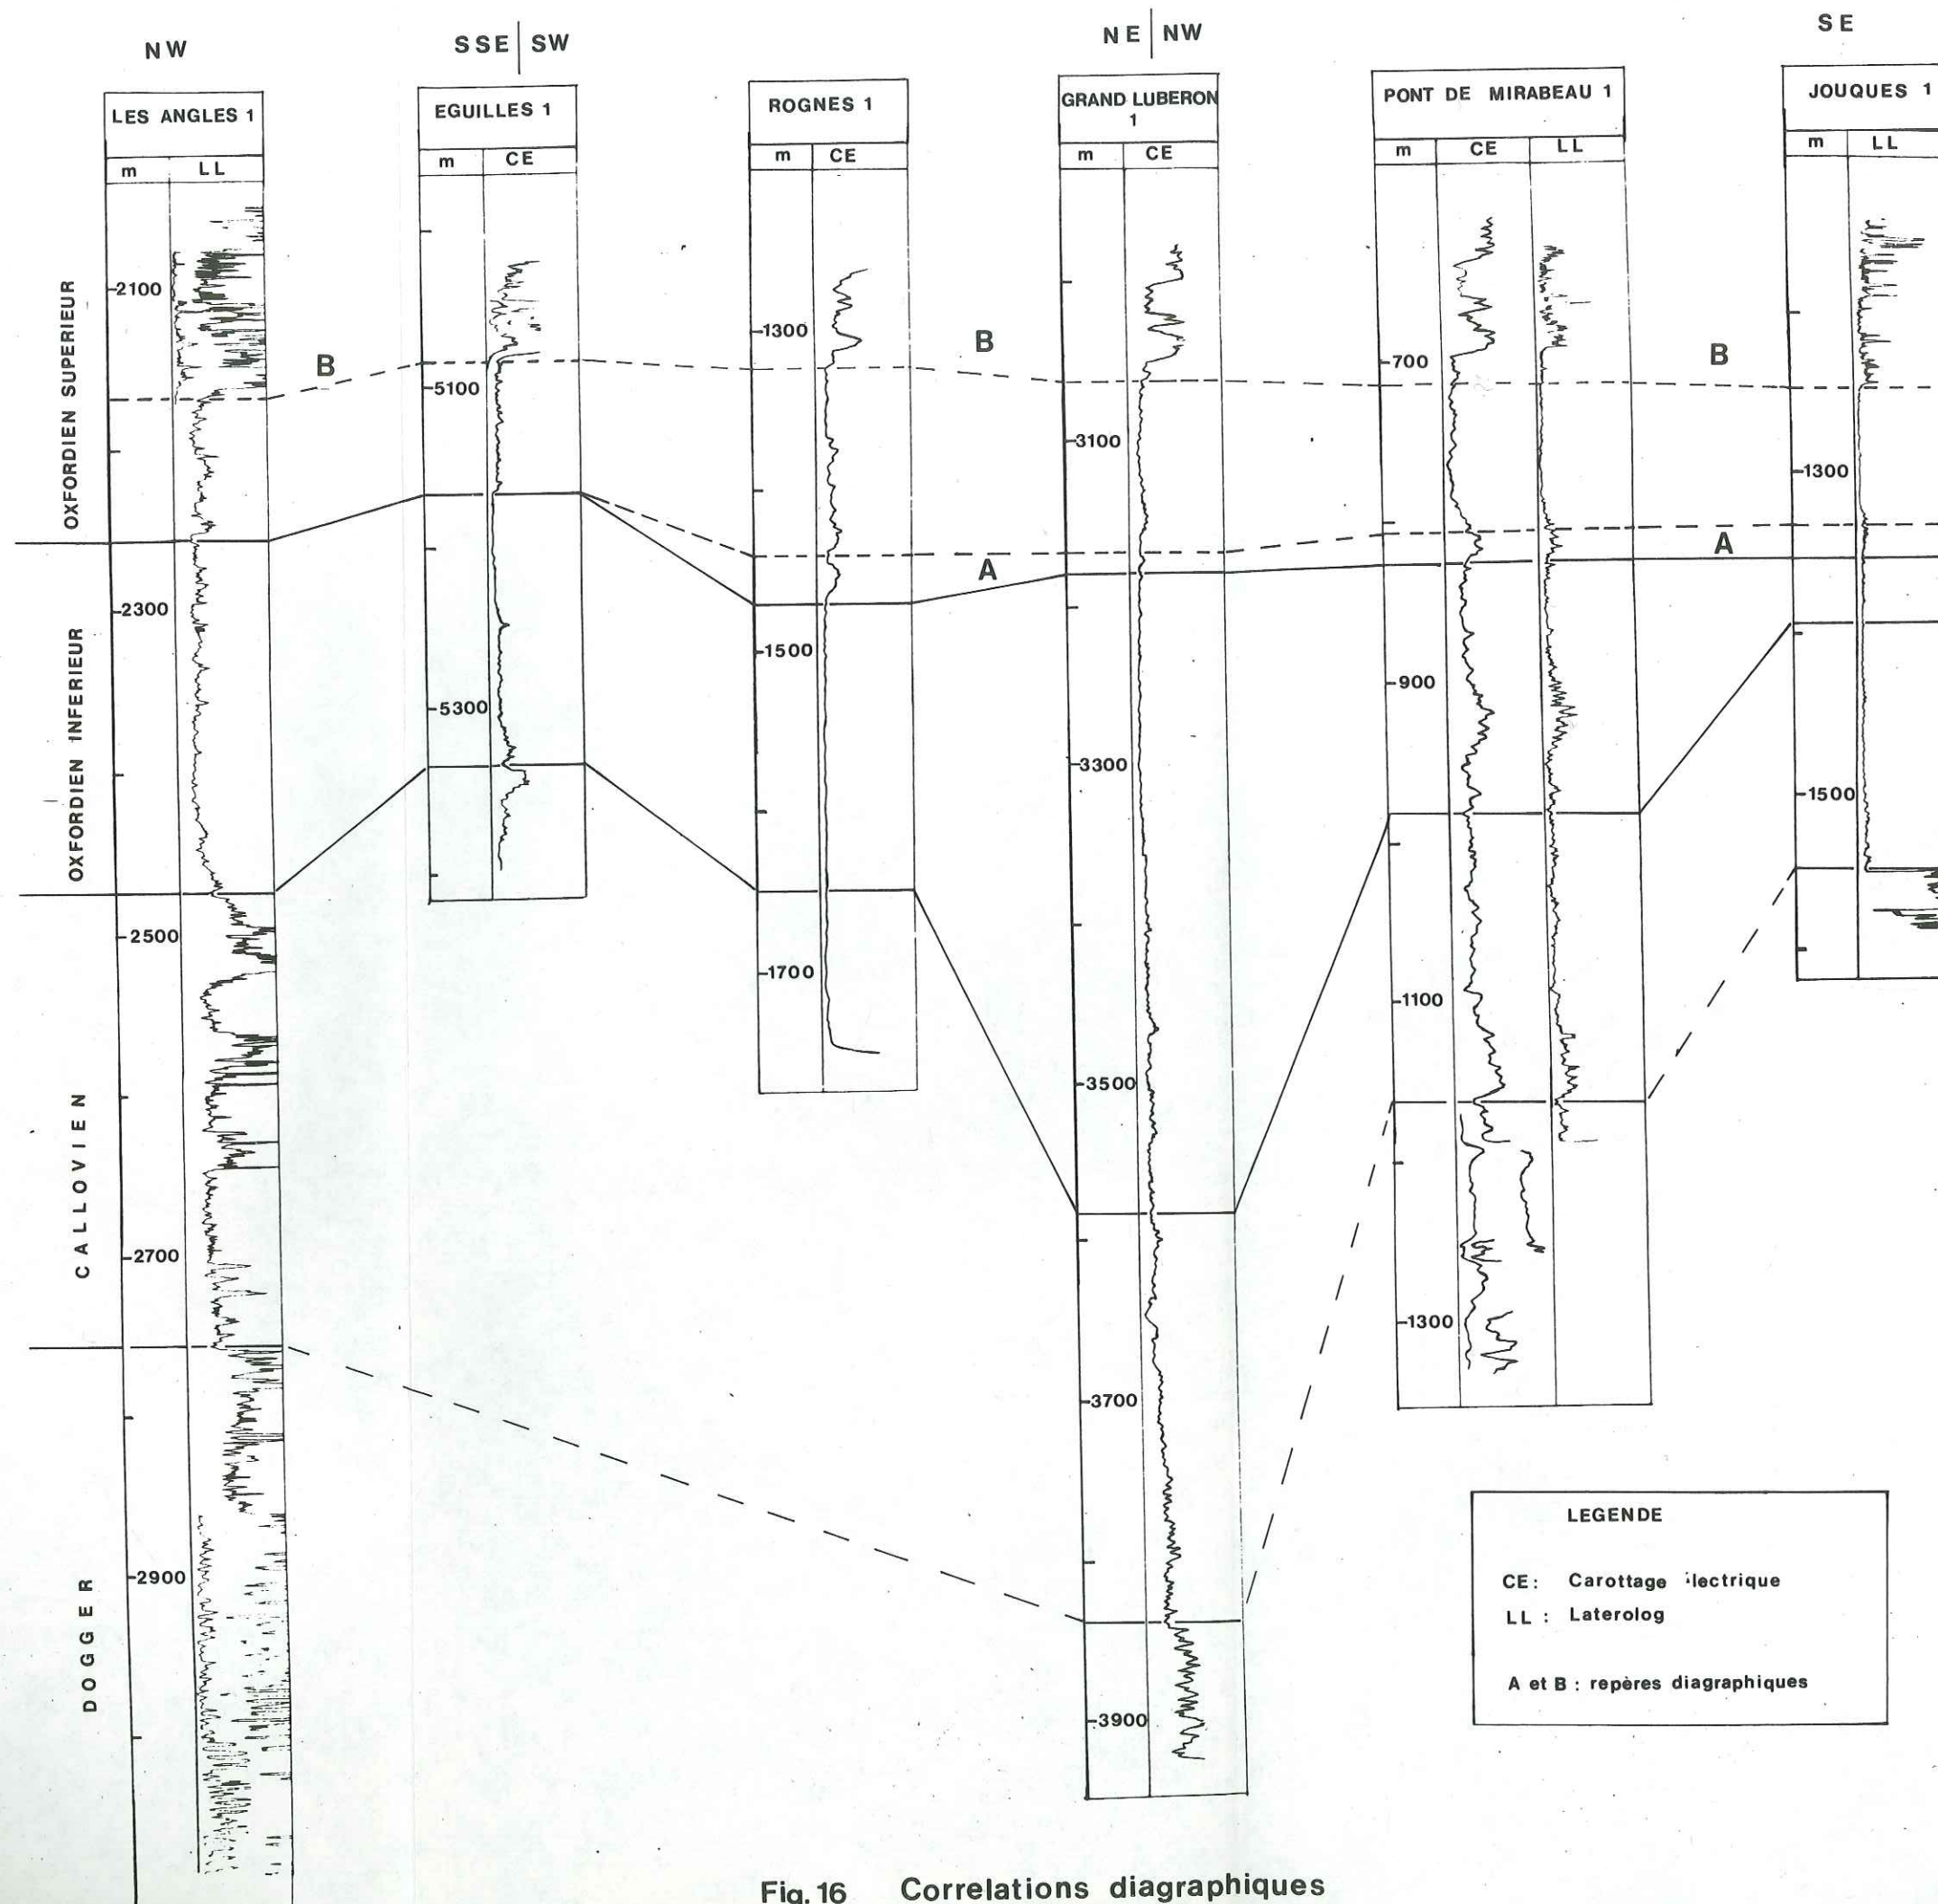 NW
SSE SW
NE NW
SE
LES ANGLES 1
m LL
2100
2300
2500
2700
2900
OXFORDIEN SUPERIEUR
OXFORDIEN INFERIEUR
CALLOVIEN
DOGGER
B
EGUILLES 1
m CE
5100
5300
ROGNES 1
m CE
1300
1500
1700
B
A
GRAND LUBERON
1
m CE
3100
3300
3500
3700
3900
PONT DE MIRABEAU 1
m CE LL
700
900
1100
1300
B
A
JOUQUES 1
m LL
1300
1500
LEGENDE
CE: Carottage lectrique
LL : Laterolog
A et B : repères diagraphiques
Fig. 16 Correlations diagraphiques